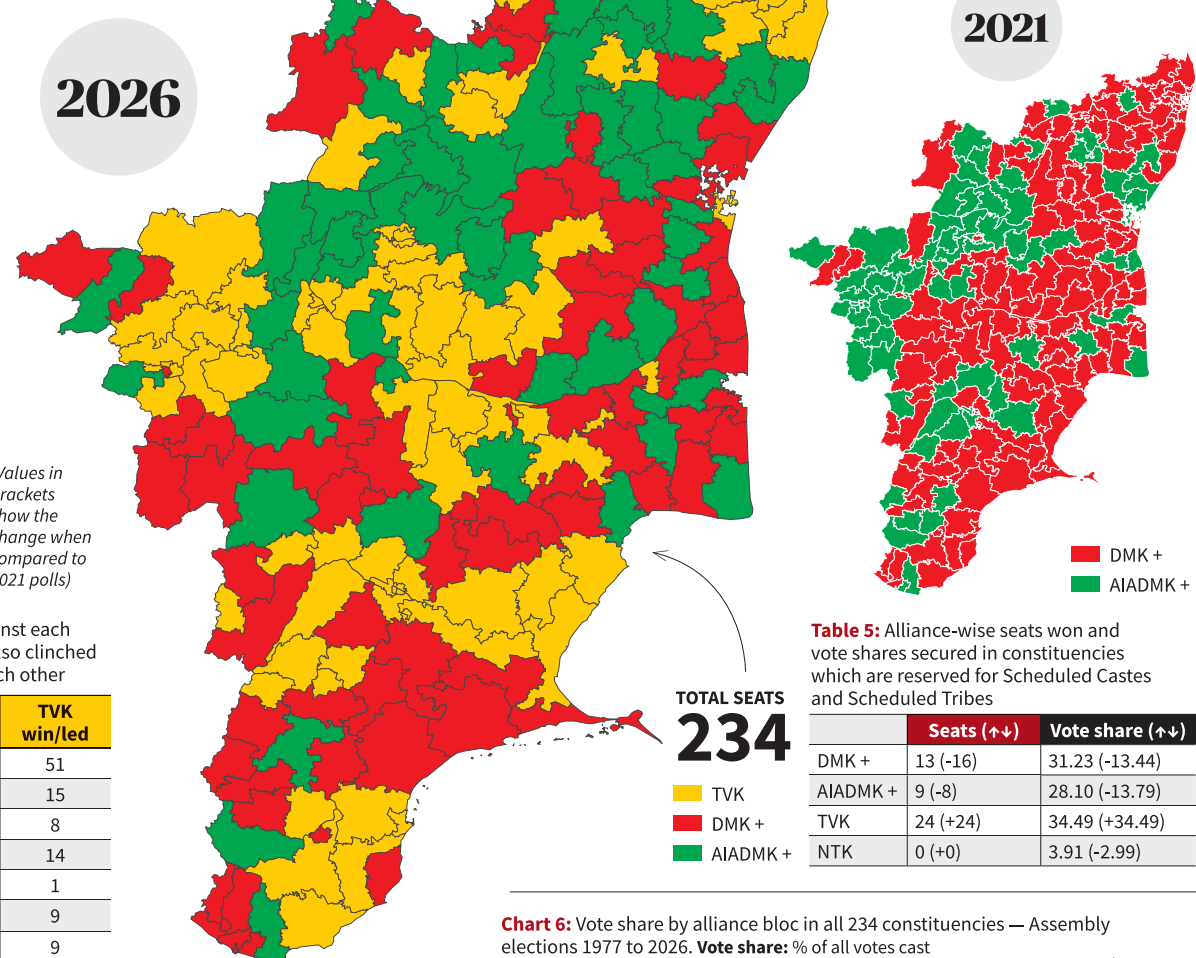 2026
2021
Values in
rackets
how the
hange when
ompared to
021 polls)
nst each
lso clinched
ch other
TVK
win/led
51
15
8
14
1
9
9
TOTAL SEATS
234
TVK
DMK +
AIADMK +
DMK +
AIADMK +
Table 5: Alliance-wise seats won and
vote shares secured in constituencies
which are reserved for Scheduled Castes
and Scheduled Tribes
Seats (↑↓) Vote share (↑↓)
DMK + 13 (-16) 31.23 (-13.44)
AIADMK + 9 (-8) 28.10 (-13.79)
TVK 24 (+24) 34.49 (+34.49)
NTK 0 (+0) 3.91 (-2.99)
Chart 6: Vote share by alliance bloc in all 234 constituencies — Assembly
elections 1977 to 2026. Vote share: % of all votes cast